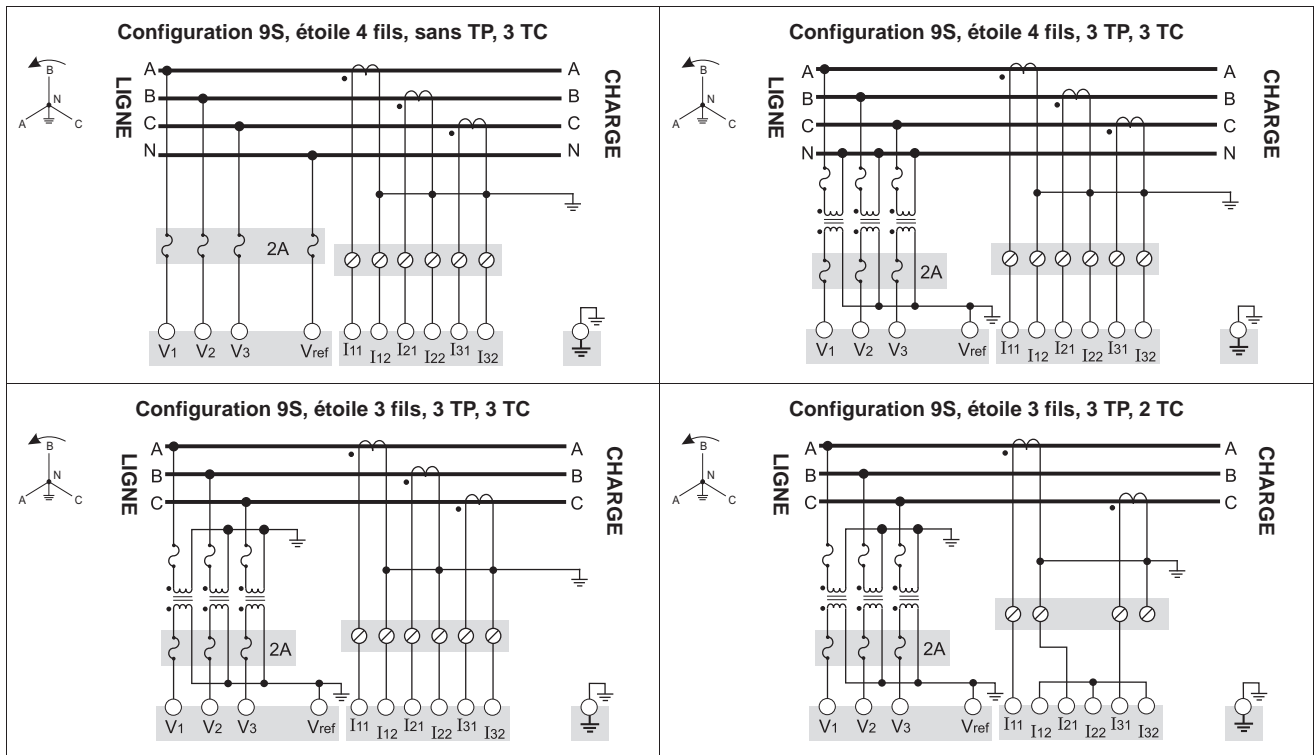 Configuration 9S, étoile 4 fils, sans TP, 3 TC
B
N
A C
LIGNE
A A
B B
C C
N N
CHARGE
2A
V1 V2 V3 Vref I11 I12 I21 I22 I31 I32
Configuration 9S, étoile 4 fils, 3 TP, 3 TC
B
N
A C
LIGNE
A A
B B
C C
N N
CHARGE
2A
V1 V2 V3 Vref I11 I12 I21 I22 I31 I32
Configuration 9S, étoile 3 fils, 3 TP, 3 TC
B
N
A C
LIGNE
A A
B B
C C
CHARGE
2A
V1 V2 V3 Vref I11 I12 I21 I22 I31 I32
Configuration 9S, étoile 3 fils, 3 TP, 2 TC
B
N
A C
LIGNE
A A
B B
C C
CHARGE
2A
V1 V2 V3 Vref I11 I12 I21 I22 I31 I32